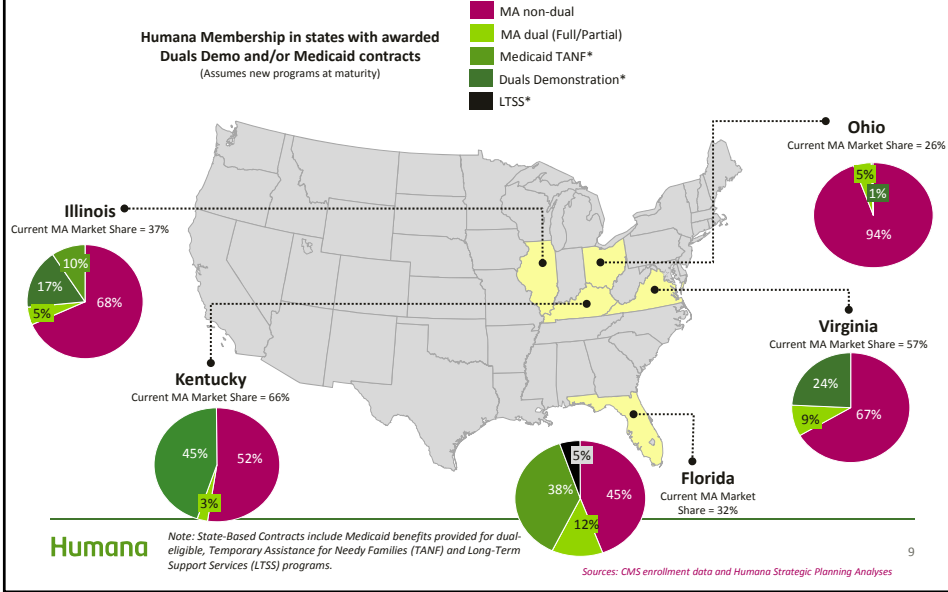 Humana Membership in states with awarded
Duals Demo and/or Medicaid contracts
(Assumes new programs at maturity)
MA non-dual
MA dual (Full/Partial)
Medicaid TANF*
Duals Demonstration*
LTSS*
Ohio
Current MA Market Share = 26%
5%
1%
94%
Illinois
Current MA Market Share = 37%
10%
17%
68%
5%
Virginia
Current MA Market Share = 57%
24%
67%
9%
Kentucky
Current MA Market Share = 66%
45%
52%
3%
5%
38%
45%
12%
Florida
Current MA Market
Share = 32%
Humana
Note: State-Based Contracts include Medicaid benefits provided for dual-
eligible, Temporary Assistance for Needy Families (TANF) and Long-Term
Support Services (LTSS) programs.
9
Sources: CMS enrollment data and Humana Strategic Planning Analyses